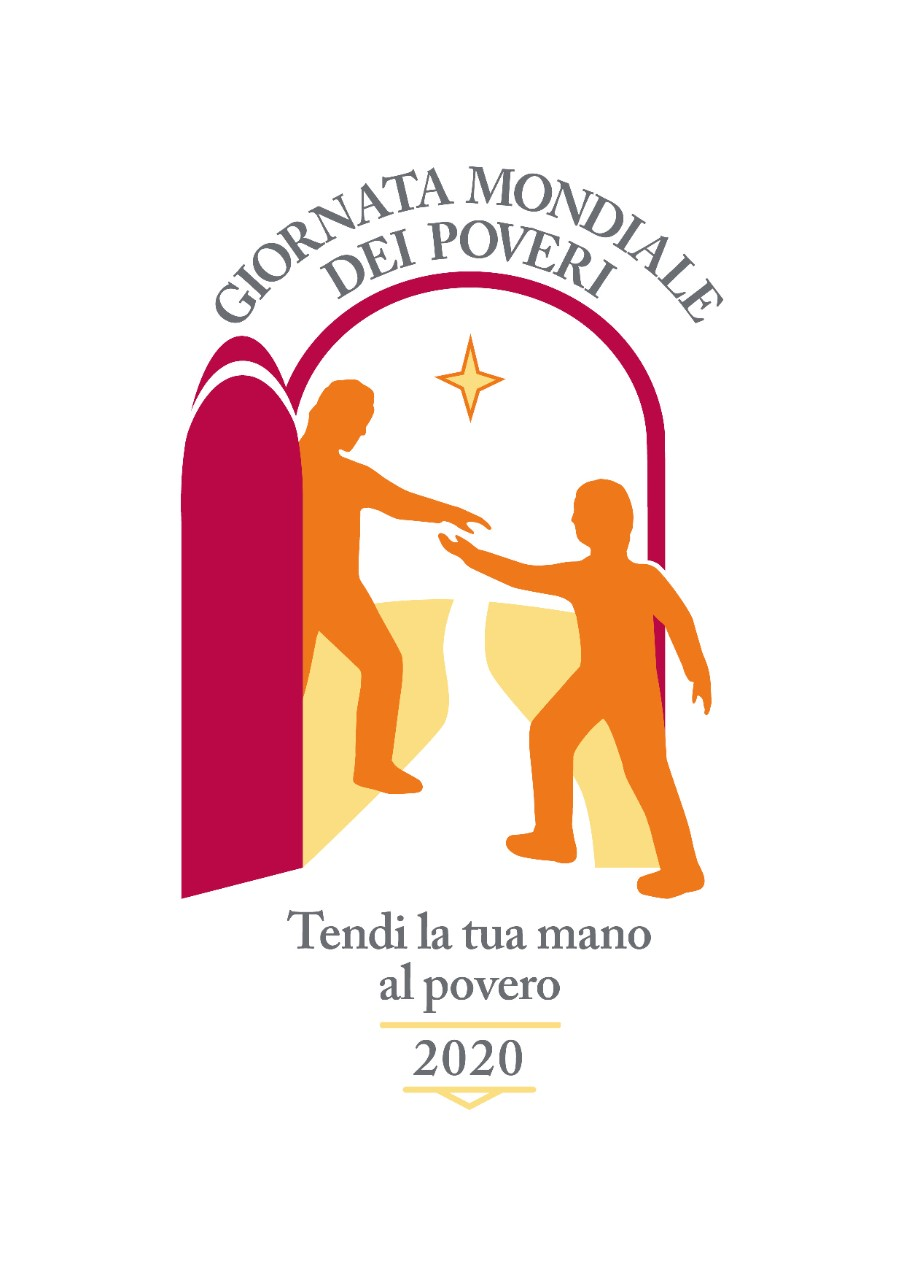 GIORNATA MONDIALE
DEI POVERI
Tendi la tua mano
al povero
2020